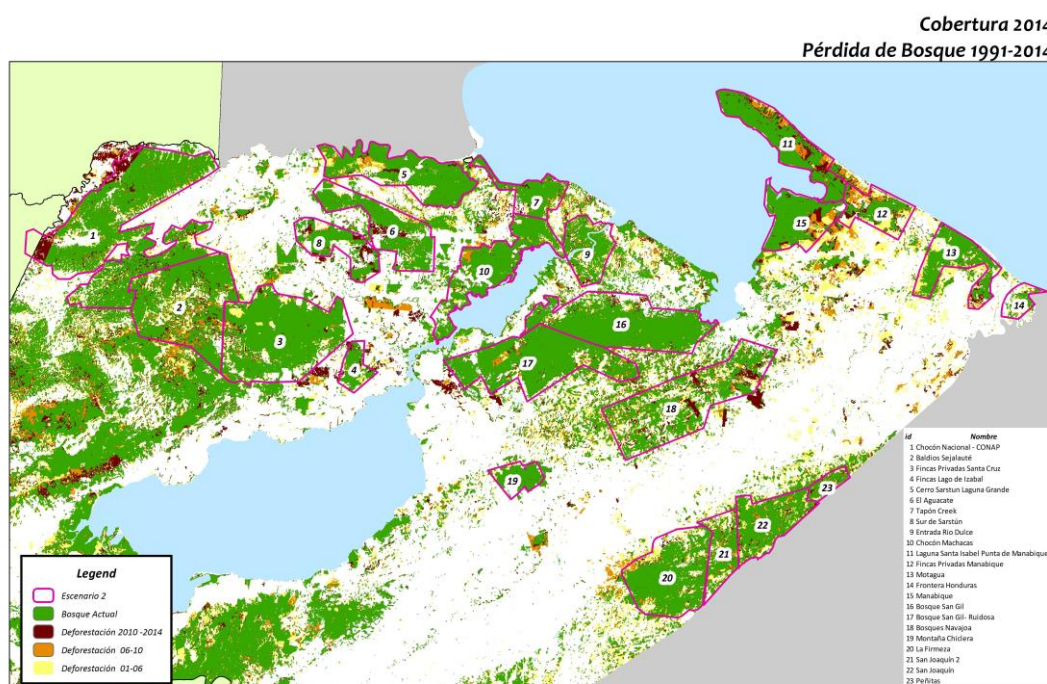 Cobertura 2014
Pérdida de Bosque 1991-2014
11
5
7
15
12
1
8
6
9
10
13
14
2
3
16
4
17
18
19
23
22
21
20
id Nombre
1 Chocón Nacional - CONAP
2 Baldios Sejalauté
3 Fincas Privadas Santa Cruz
4 Fincas Lago de Izabal
5 Cerro Sarstun Laguna Grande
6 El Aguacate
7 Tapón Creek
8 Sur de Sarstún
9 Entrada Rio Dulce
10 Chocón Machacas
11 Laguna Santa Isabel Punta de Manabique
12 Fincas Privadas Manabique
13 Motagua
14 Frontera Honduras
15 Manabique
16 Bosque San Gil
17 Bosque San Gil- Ruidosa
18 Bosques Navajoa
19 Montaña Chiclera
20 La Firmeza
21 San Joaquín 2
22 San Joaquín
23 Peñitas
Legend
Escenario 2
Bosque Actual
Deforestación 2010 -2014
Deforestación 06-10
Deforestación 01-06